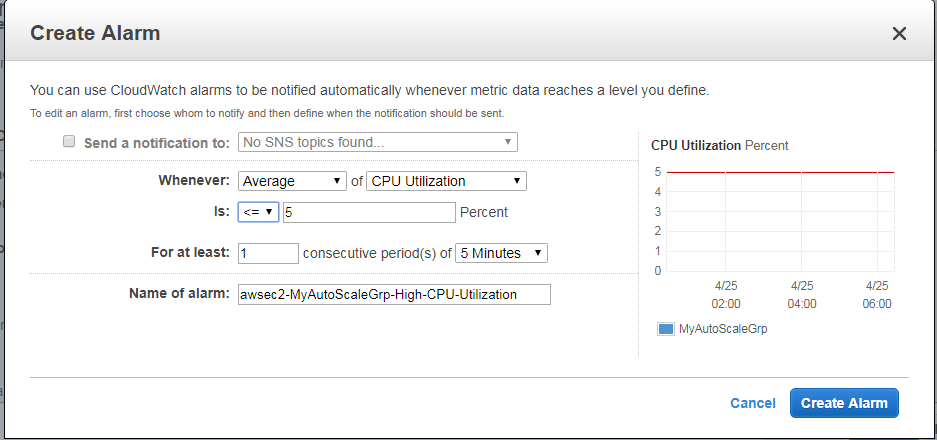 Create Alarm
You can use CloudWatch alarms to be notified automatically whenever metric data reaches a level you define.
To edit an alarm, first choose whom to notify and then define when the notification should be sent.
Send a notification to: No SNS topics found...
Whenever: Average of CPU Utilization
Is: <= 5 Percent
For at least: 1 consecutive period(s) of 5 Minutes
Name of alarm: awsec2-MyAutoScaleGrp-High-CPU-Utilization
CPU Utilization Percent
5
4
3
2
1
0
4/25 4/25 4/25
02:00 04:00 06:00
MyAutoScaleGrp
Cancel Create Alarm